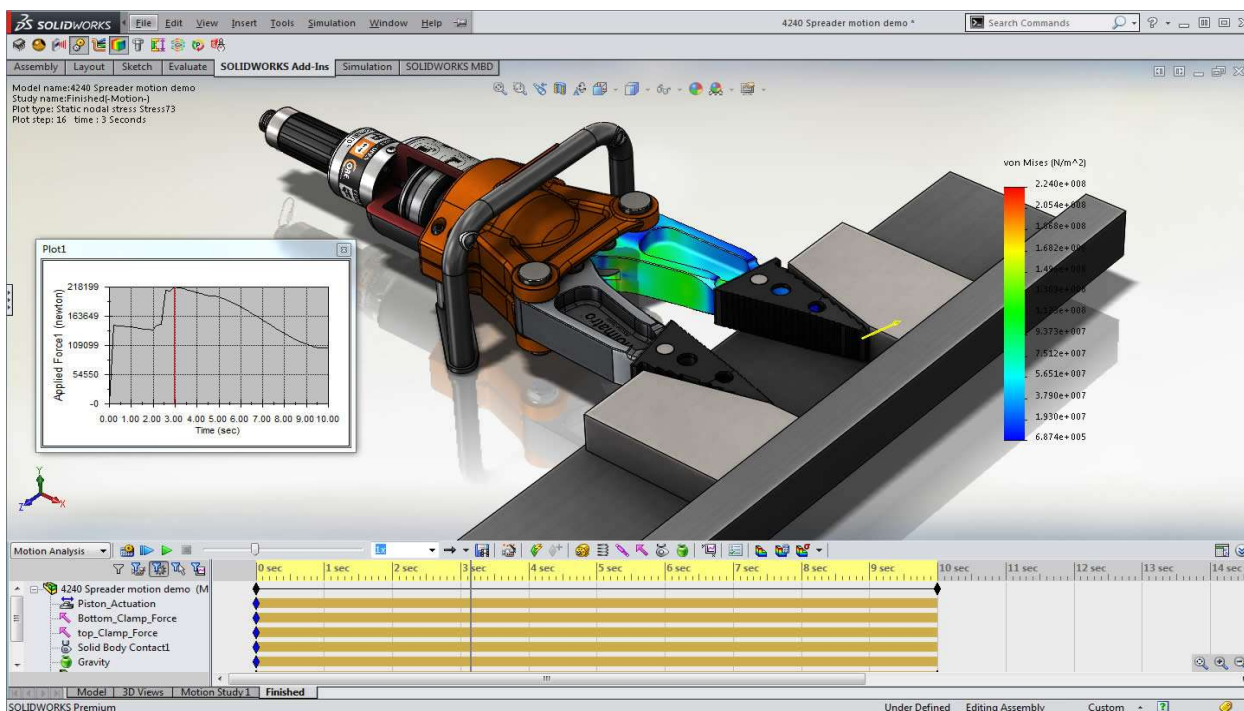 SOLIDWORKS File Edit View Insert Tools Simulation Window Help 4240 Spreader motion demo * Search Commands
Assembly Layout Sketch Evaluate SOLIDWORKS Add-Ins Simulation SOLIDWORKS MBD
Model name:4240 Spreader motion demo
Study name:Finished(-Motion-)
Plot type: Static nodal stress Stress73
Plot step: 16 time : 3 Seconds
von Mises (N/m^2)
2.240e+008
2.054e+008
1.868e+008
1.682e+008
9.373e+007
7.512e+007
5.651e+007
3.790e+007
1.930e+007
6.874e+005
holmatro
Plot1
Applied Force1 (newton)
218199
163649
109099
54550
-0
0.00 1.00 2.00 3.00 4.00 5.00 6.00 7.00 8.00 9.00 10.00
Time (sec)
Y
Z X
Motion Analysis 1x
0 sec 1 sec 2 sec 3 sec 4 sec 5 sec 6 sec 7 sec 8 sec 9 sec 10 sec 11 sec 12 sec 13 sec 14 sec
4240 Spreader motion demo (M
Piston_Actuation
Bottom_Clamp_Force
top_Clamp_Force
Solid Body Contact1
Gravity
Model 3D Views Motion Study 1 Finished
SOLIDWORKS Premium Under Defined Editing Assembly Custom